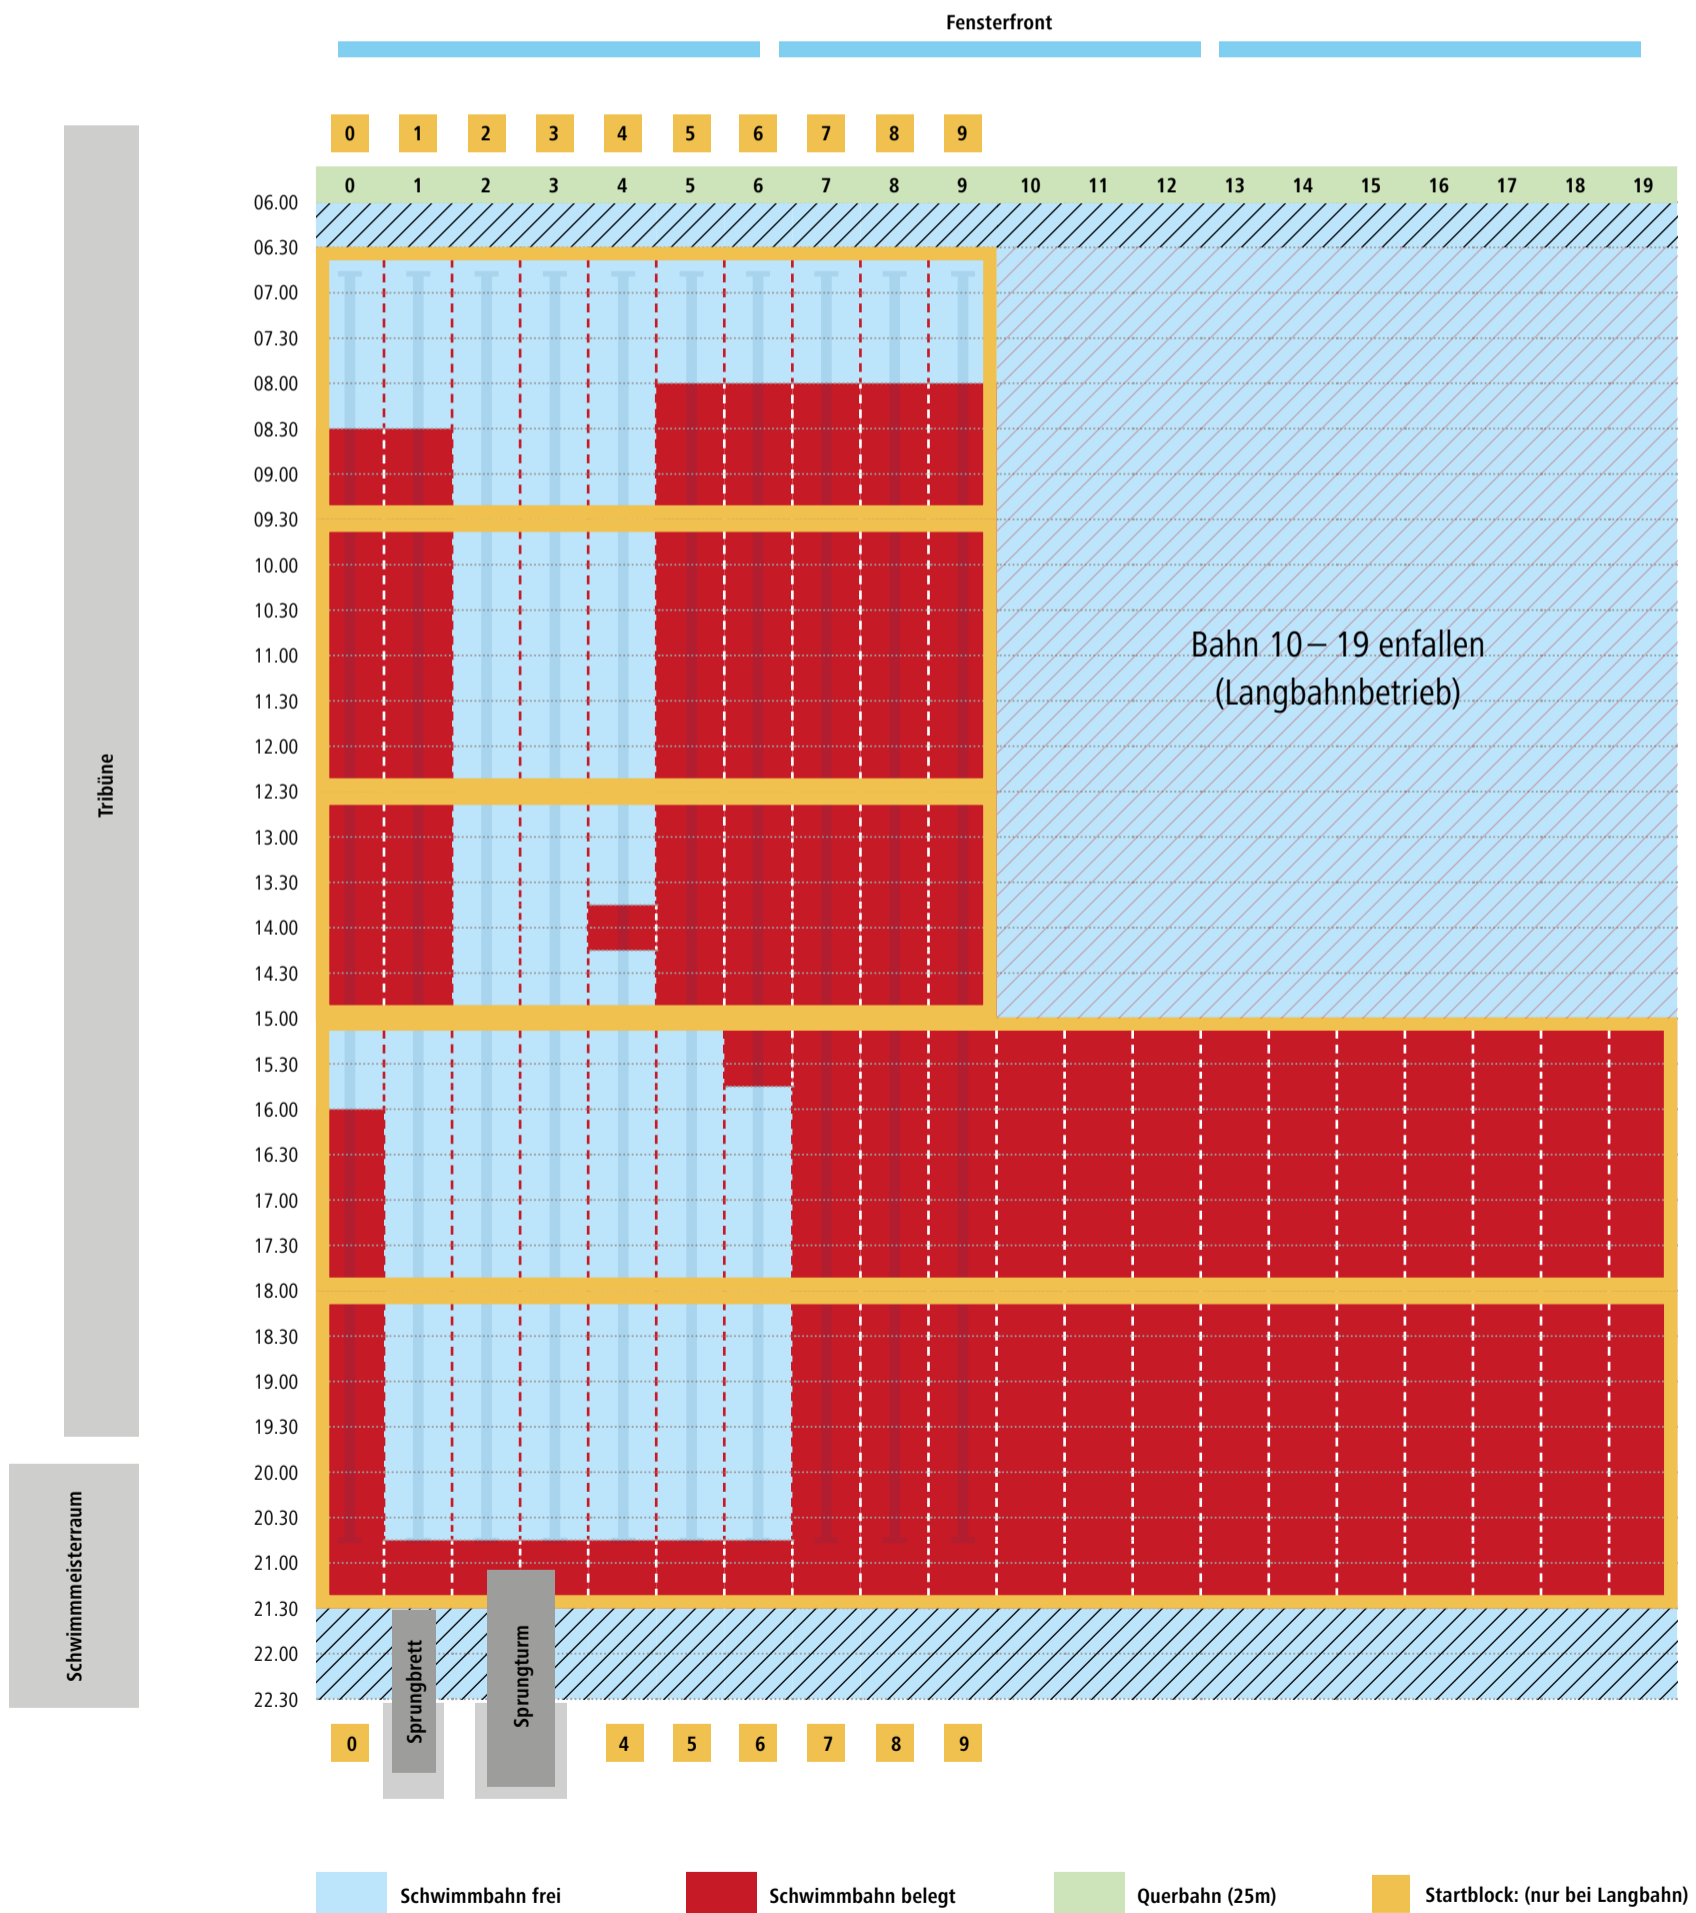 Fensterfront
0 1 2 3 4 5 6 7 8 9
0 1 2 3 4 5 6 7 8 9 10 11 12 13 14 15 16 17 18 19
06.00
06.30
07.00
07.30
08.00
08.30
09.00
09.30
10.00
10.30
11.00
Bahn 10 – 19 enfallen
(Langbahnbetrieb)
11.30
12.00
12.30
Tribüne
13.00
13.30
14.00
14.30
15.00
15.30
16.00
16.30
17.00
17.30
18.00
18.30
19.00
19.30
20.00
20.30
21.00
21.30
22.00
22.30
Schwimmmeisterraum
Sprungbrett
Sprungturm
0 4 5 6 7 8 9
Schwimmbahn frei
Schwimmbahn belegt
Querbahn (25m)
Startblock: (nur bei Langbahn)